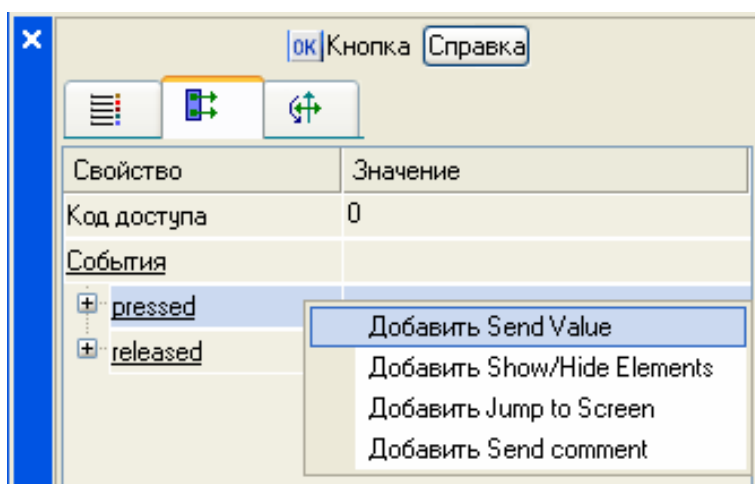 ок Кнопка Справка
Свойство Значение
Код доступа 0
События
pressed
Добавить Send Value
released
Добавить Show/Hide Elements
Добавить Jump to Screen
Добавить Send comment